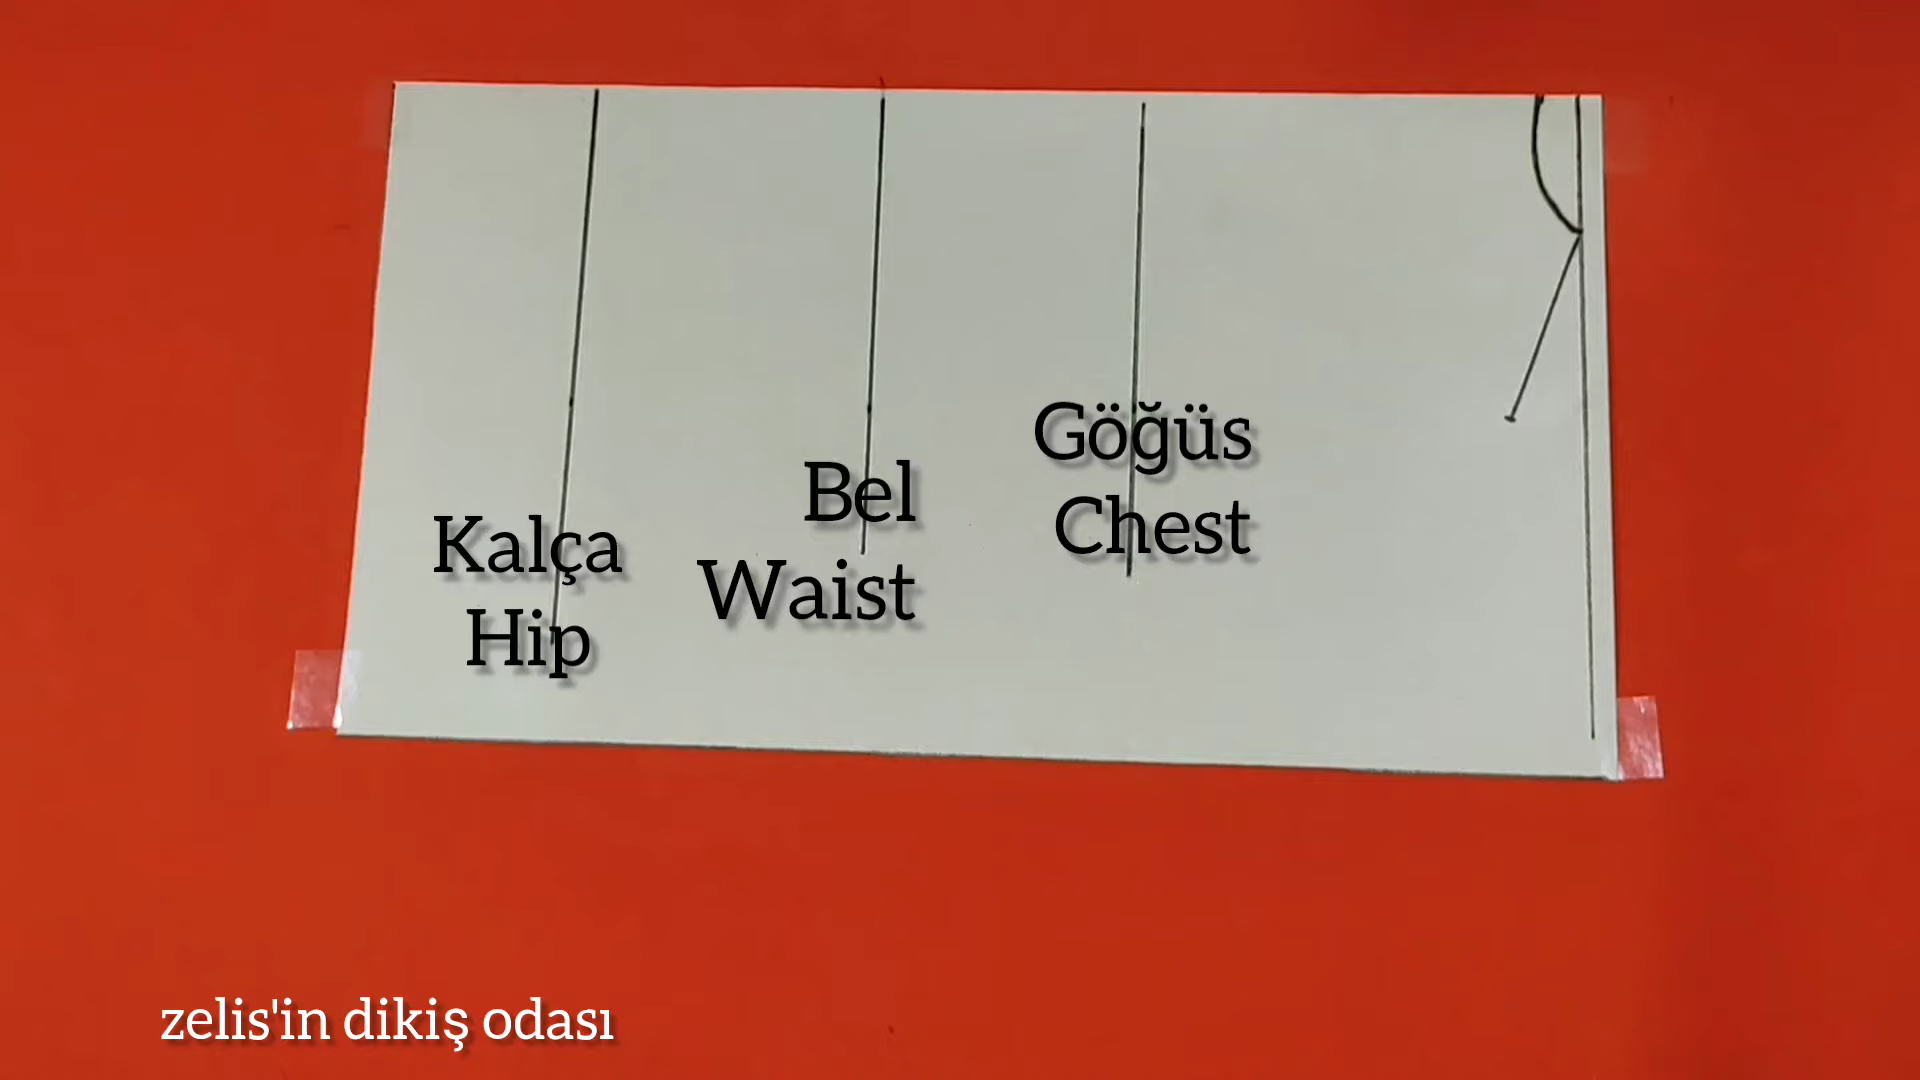 Kalça
Hip
Bel
Waist
Göğüs
Chest
zelis'in dikiş odası